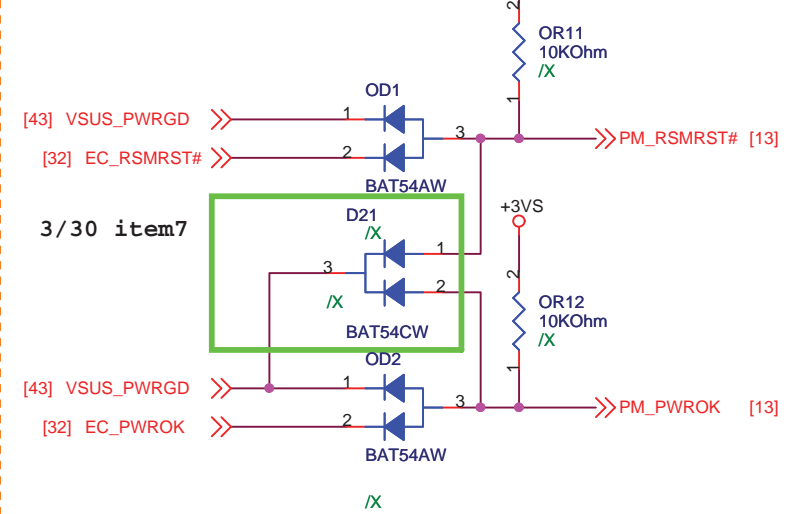 2
OR11
10KOhm
/X
1
OD1
[43] VSUS_PWRGD
1
3
PM_RSMRST# [13]
[32] EC_RSMRST#
2
BAT54AW
3/30 item7
D21
/X
+3VS
1
3
2
2
/X
OR12
10KOhm
/X
BAT54CW
OD2
1
[43] VSUS_PWRGD
1
3
PM_PWROK [13]
[32] EC_PWROK
2
BAT54AW
/X